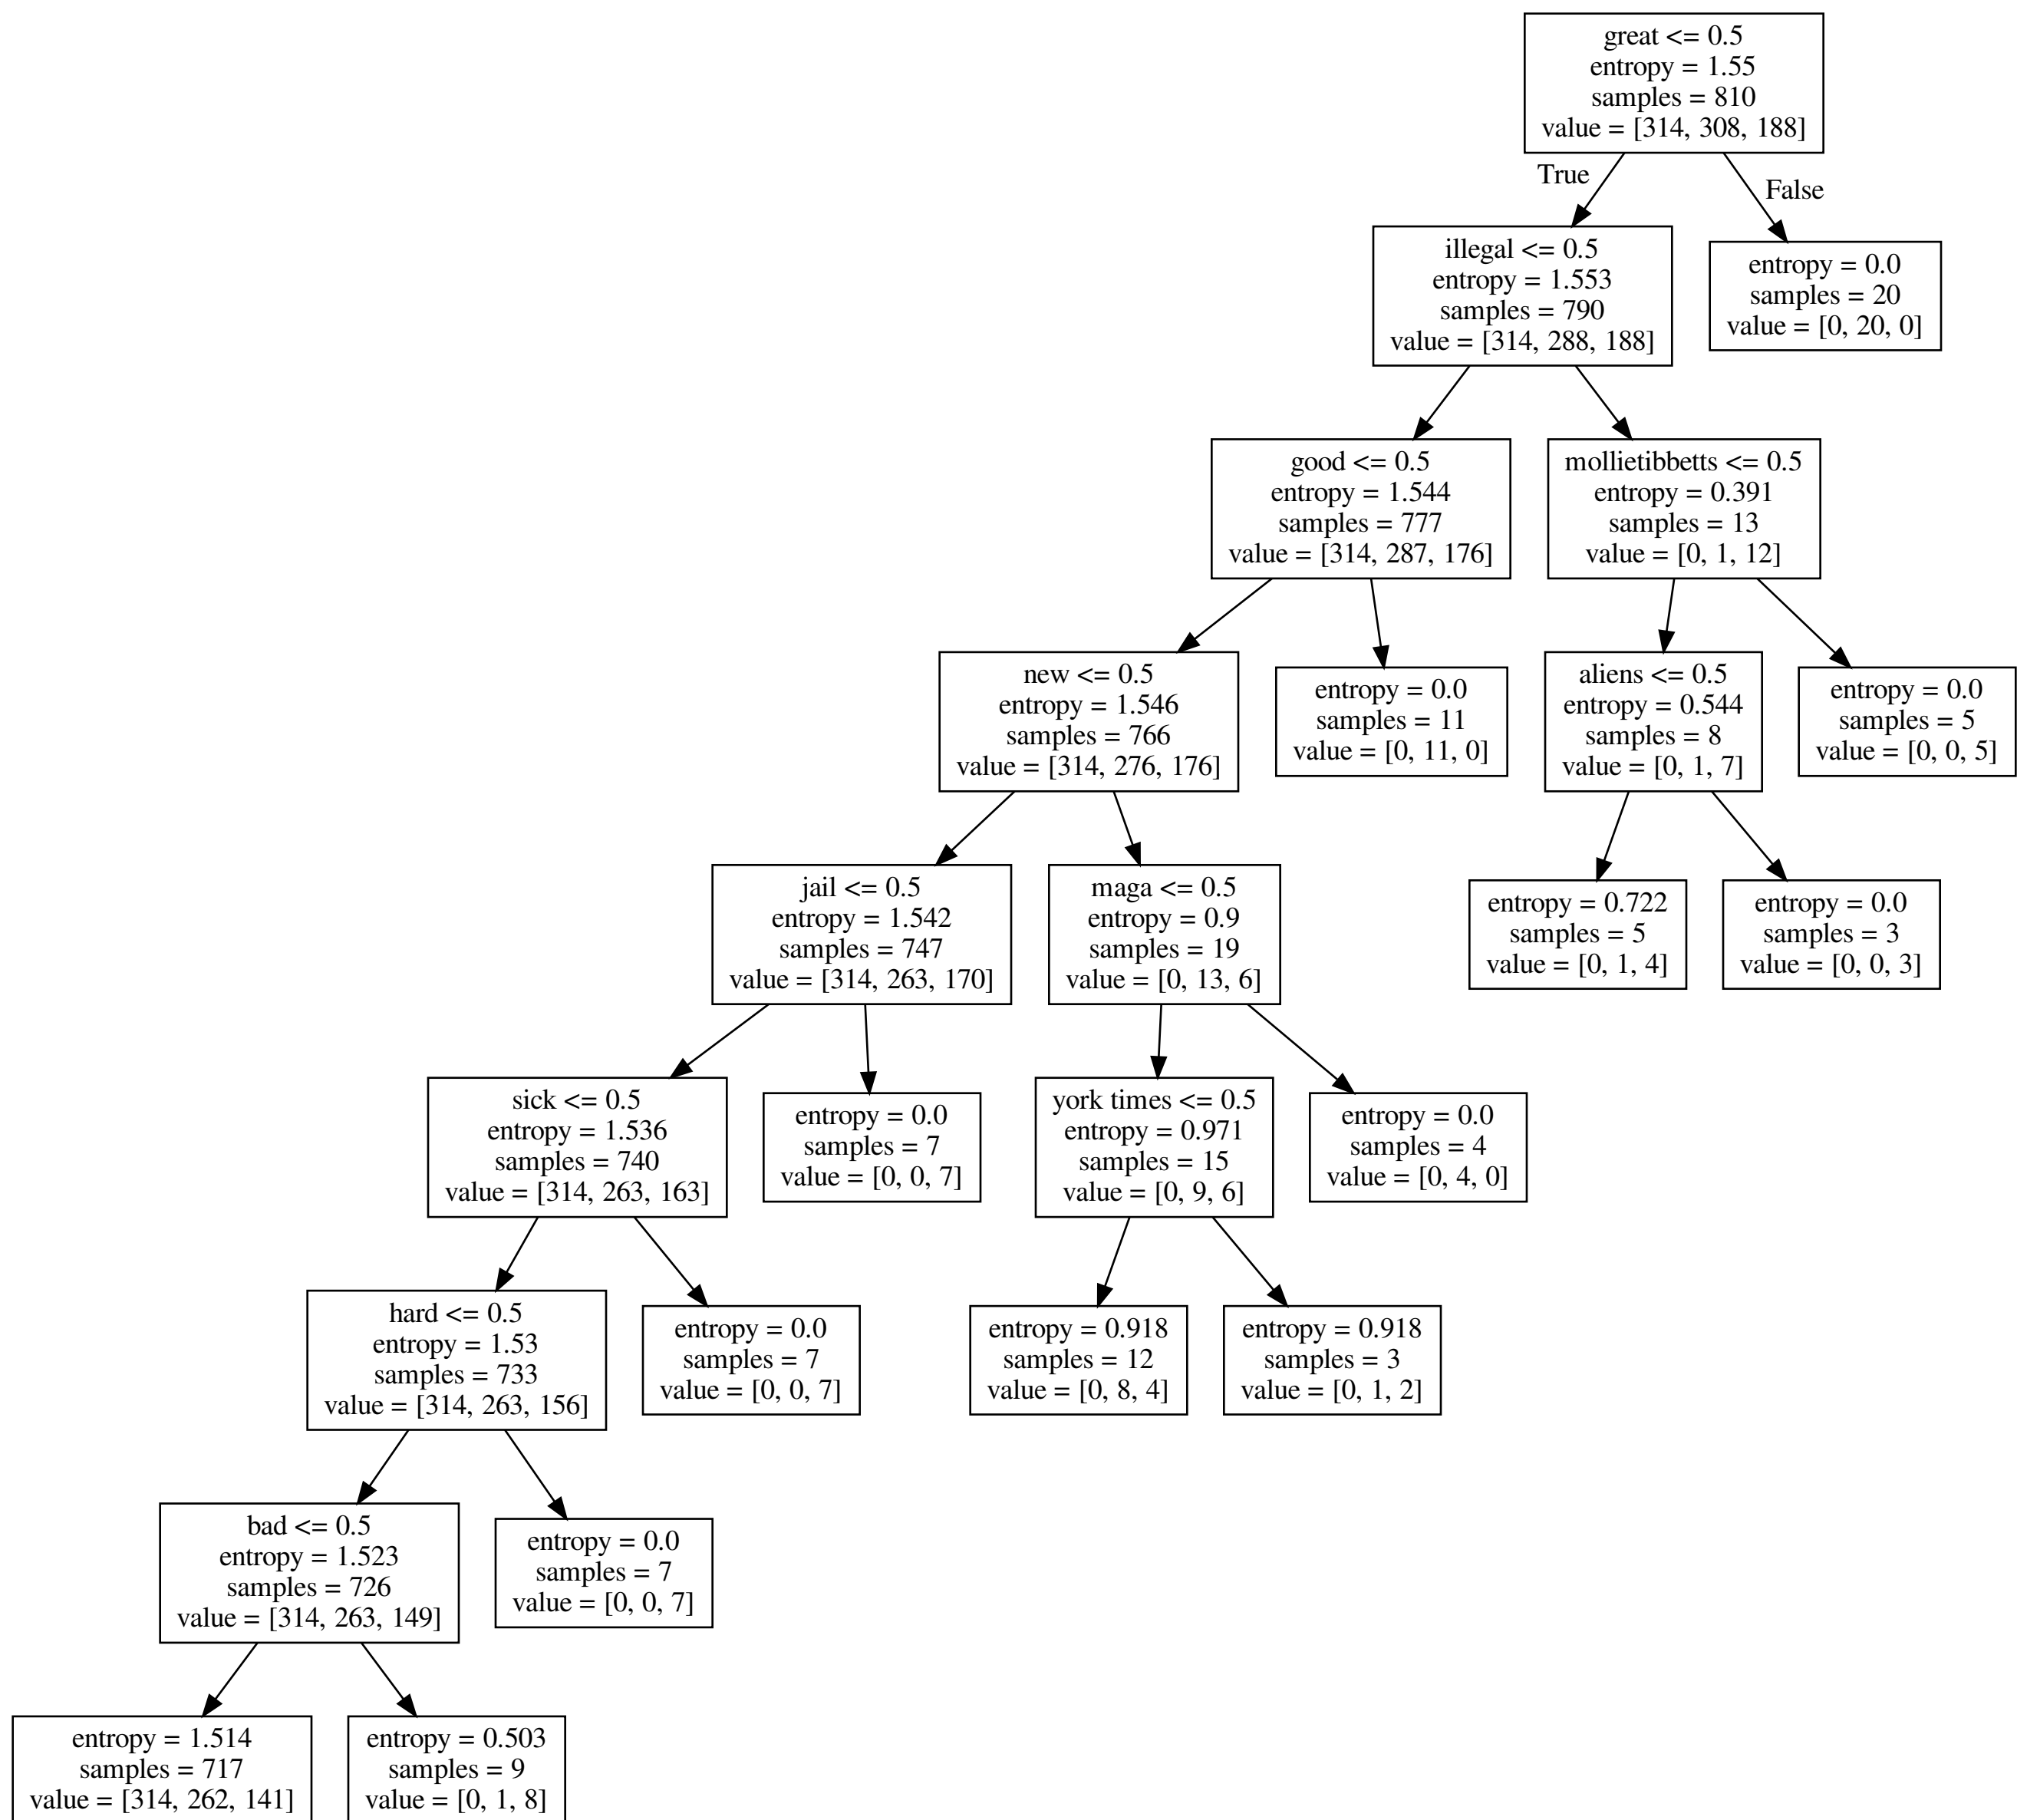 great <= 0.5
entropy = 1.55
samples = 810
value = [314, 308, 188]
True
False
illegal <= 0.5
entropy = 1.553
samples = 790
value = [314, 288, 188]
entropy = 0.0
samples = 20
value = [0, 20, 0]
good <= 0.5
entropy = 1.544
samples = 777
value = [314, 287, 176]
mollietibbetts <= 0.5
entropy = 0.391
samples = 13
value = [0, 1, 12]
new <= 0.5
entropy = 1.546
samples = 766
value = [314, 276, 176]
entropy = 0.0
samples = 11
value = [0, 11, 0]
aliens <= 0.5
entropy = 0.544
samples = 8
value = [0, 1, 7]
entropy = 0.0
samples = 5
value = [0, 0, 5]
jail <= 0.5
entropy = 1.542
samples = 747
value = [314, 263, 170]
maga <= 0.5
entropy = 0.9
samples = 19
value = [0, 13, 6]
entropy = 0.722
samples = 5
value = [0, 1, 4]
entropy = 0.0
samples = 3
value = [0, 0, 3]
sick <= 0.5
entropy = 1.536
samples = 740
value = [314, 263, 163]
entropy = 0.0
samples = 7
value = [0, 0, 7]
york times <= 0.5
entropy = 0.971
samples = 15
value = [0, 9, 6]
entropy = 0.0
samples = 4
value = [0, 4, 0]
hard <= 0.5
entropy = 1.53
samples = 733
value = [314, 263, 156]
entropy = 0.0
samples = 7
value = [0, 0, 7]
entropy = 0.918
samples = 12
value = [0, 8, 4]
entropy = 0.918
samples = 3
value = [0, 1, 2]
bad <= 0.5
entropy = 1.523
samples = 726
value = [314, 263, 149]
entropy = 0.0
samples = 7
value = [0, 0, 7]
entropy = 1.514
samples = 717
value = [314, 262, 141]
entropy = 0.503
samples = 9
value = [0, 1, 8]